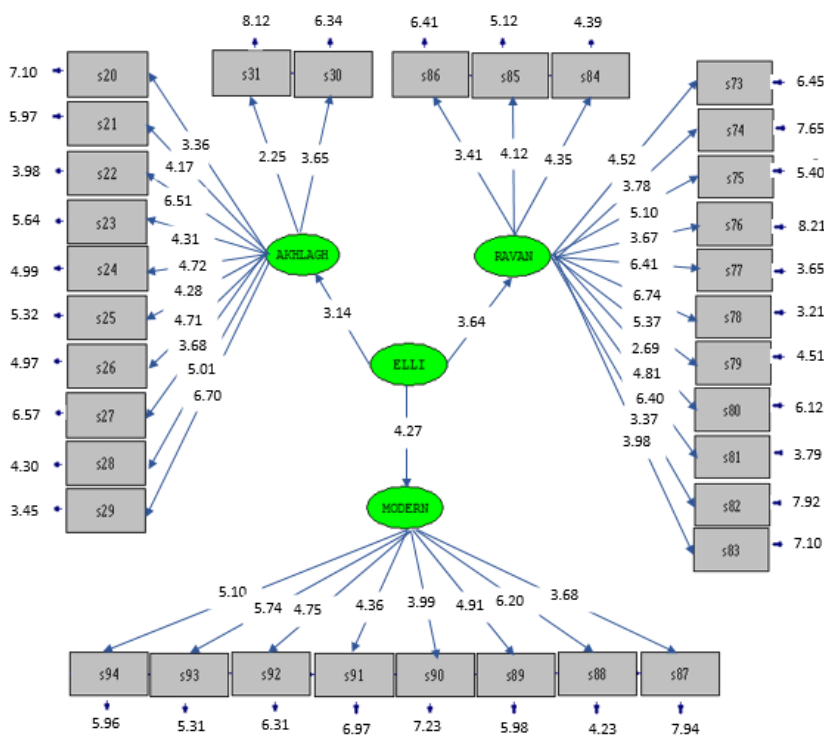 8.12 6.34 6.41 5.12 4.39
s31 s30 s86 s85 s84
7.10 s20
5.97 s21
3.98 s22
5.64 s23
4.99 s24
5.32 s25
4.97 s26
6.57 s27
4.30 s28
3.45 s29
3.36
4.17
6.51
4.31
4.72
4.28
4.71
3.68
5.01
6.70
2.25 3.65
AKHLAGH
3.41 4.12 4.35
RAVAN
4.52
3.78
5.10
3.67
6.41
6.74
5.37
2.69
4.81
6.40
3.37
3.98
s73 6.45
s74 7.65
s75 5.40
s76 8.21
s77 3.65
s78 3.21
s79 4.51
s80 6.12
s81 3.79
s82 7.92
s83 7.10
3.14 3.64
ELLI
4.27
MODERN
5.10 5.74 4.75 4.36 3.99 4.91 6.20 3.68
s94 s93 s92 s91 s90 s89 s88 s87
5.96 5.31 6.31 6.97 7.23 5.98 4.23 7.94